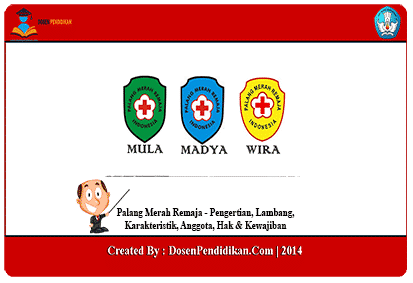 DOSENPENDIDIKAN
PALANG MERAH REMAJA
INDONESIA
PALANG MERAH REMAJA
INDONESIA
PALANG MERAH REMAJA
INDONESIA
MULA MADYA WIRA
Palang Merah Remaja - Pengertian, Lambang,
Karakteristik, Anggota, Hak & Kewajiban
Created By : DosenPendidikan.Com | 2014